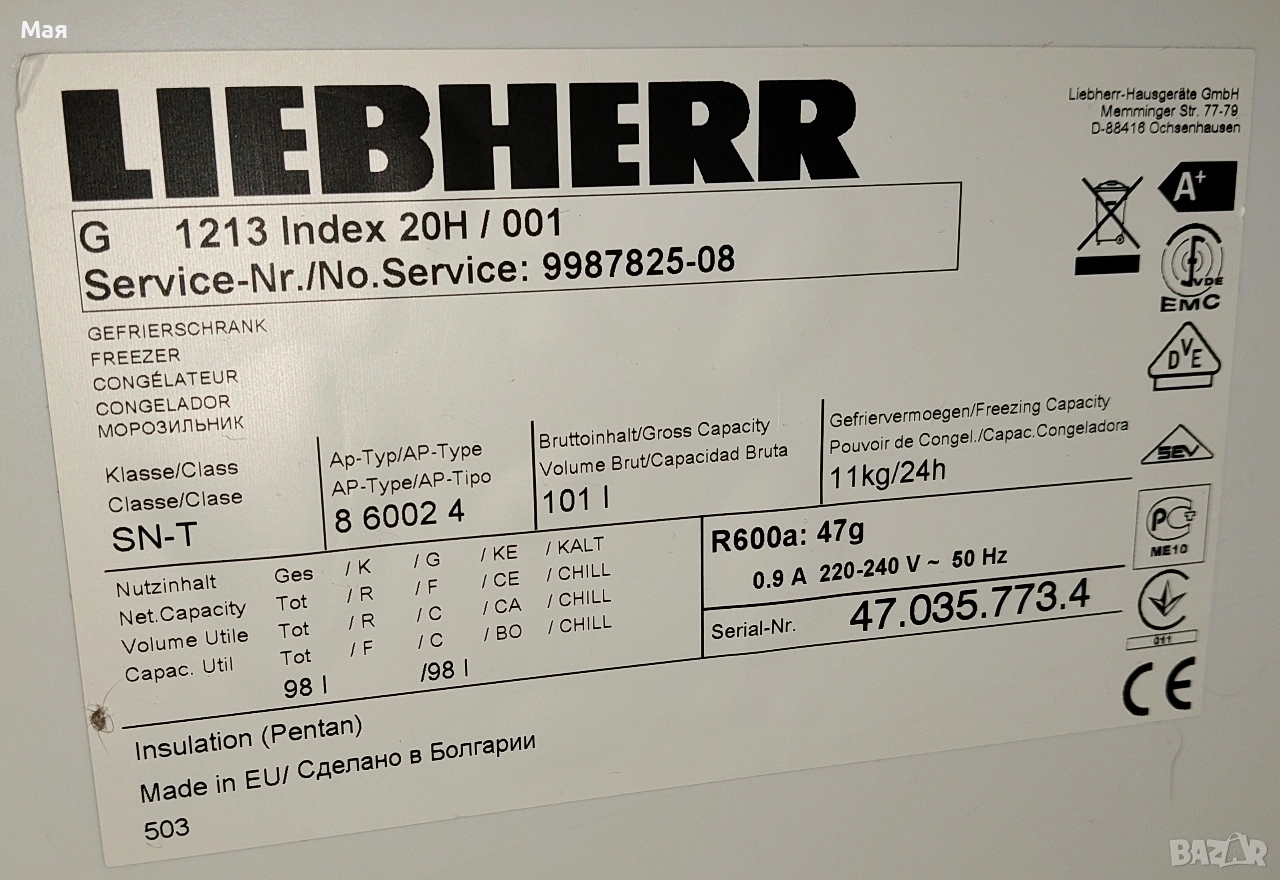 Мая
LIEBHERR
Liebherr-Hausgeräte GmbH
Memminger Str. 77-79
D-88416 Ochsenhausen
G 1213 Index 20H / 001
Service-Nr./No.Service: 9987825-08
A+
VDE
EMC
DVE
SEV
PC
ME10
011
CE
GEFRIERSCHRANK
FREEZER
CONGÉLATEUR
CONGELADOR
МОРОЗИЛЬНИК
Klasse/Class
Classe/Clase
SN-T
Ap-Typ/AP-Type
AP-Type/AP-Tipo
8 6002 4
Bruttoinhalt/Gross Capacity
Volume Brut/Capacidad Bruta
101 l
Gefriervermoegen/Freezing Capacity
Pouvoir de Congel./Capac.Congeladora
11kg/24h
Nutzinhalt Ges / K / G / KE / KALT
Net.Capacity Tot / R / F / CE / CHILL
Volume Utile Tot / R / C / CA / CHILL
Capac. Util Tot / F / C / BO / CHILL
98 l /98 l
R600a: 47g
0.9 A 220-240 V ~ 50 Hz
Serial-Nr. 47.035.773.4
Insulation (Pentan)
Made in EU/ Сделано в Болгарии
503
BAZAR